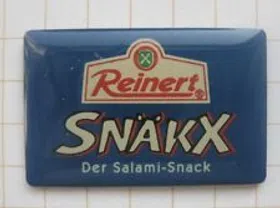 Reinert®
SNÄKX
Der Salami-Snack